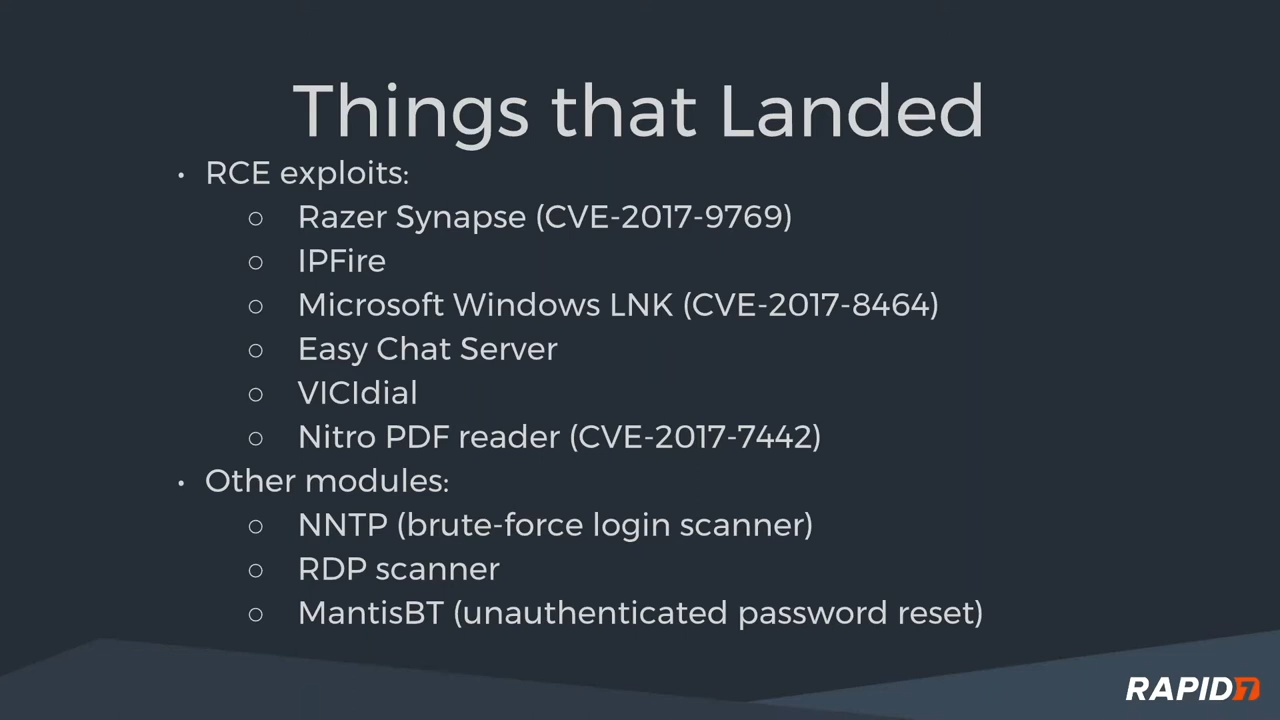 Things that Landed
• RCE exploits:
○ Razer Synapse (CVE-2017-9769)
○ IPFire
○ Microsoft Windows LNK (CVE-2017-8464)
○ Easy Chat Server
○ VICIdial
○ Nitro PDF reader (CVE-2017-7442)
• Other modules:
○ NNTP (brute-force login scanner)
○ RDP scanner
○ MantisBT (unauthenticated password reset)
RAPID7